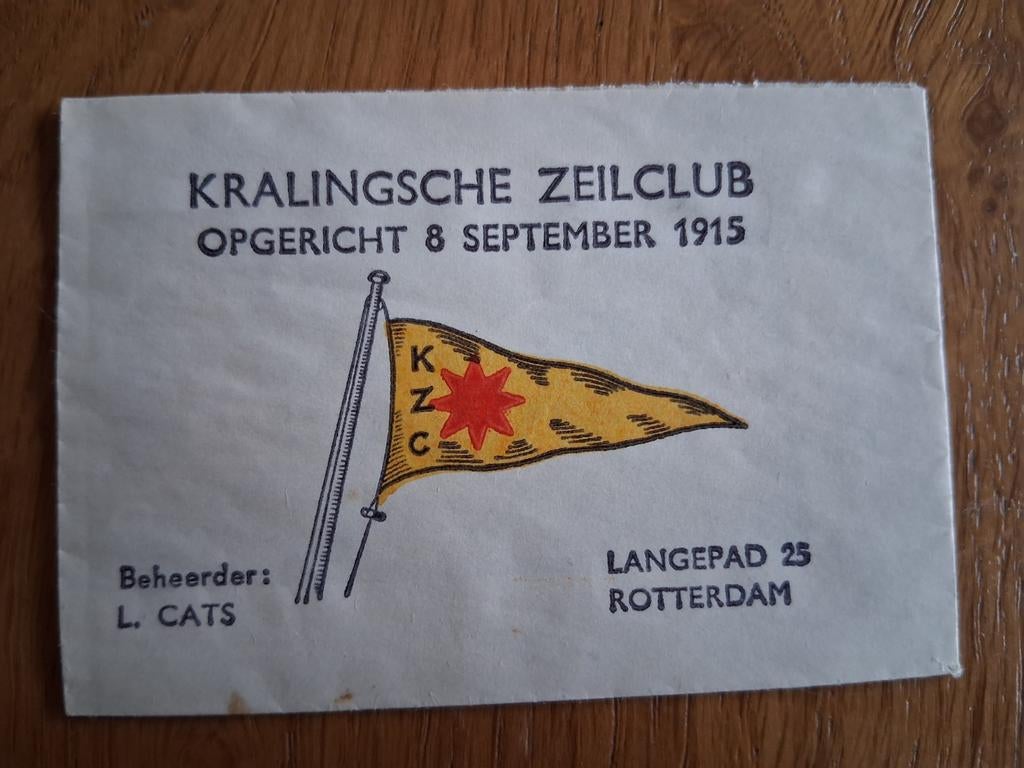 KRALINGSCHE ZEILCLUB
OPGERICHT 8 SEPTEMBER 1915
K
Z
C
Beheerder:
L. CATS
LANGEPAD 25
ROTTERDAM